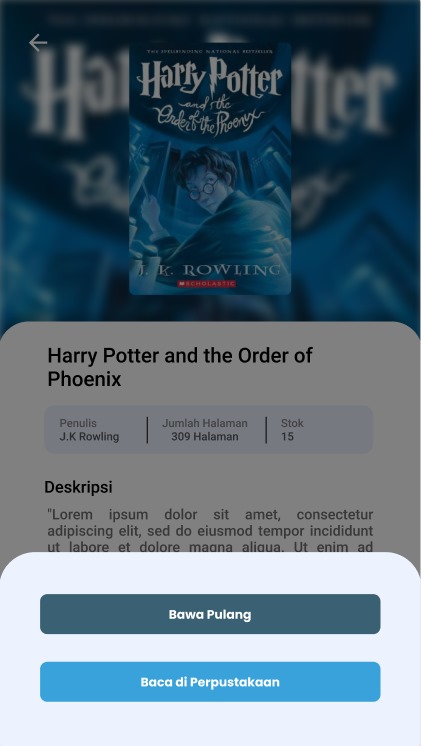 THE SPELLBINDING NATIONAL BESTSELLER
Harry Potter
and the
Order of the Phoenix
J. K. ROWLING
SCHOLASTIC
Harry Potter and the Order of
Phoenix
Penulis
Jumlah Halaman
Stok
J.K Rowling
309 Halaman
15
Deskripsi
"Lorem ipsum dolor sit amet, consectetur
adipiscing elit, sed do eiusmod tempor incididunt
ut labore et dolore magna aliqua. Ut enim ad
Bawa Pulang
Baca di Perpustakaan